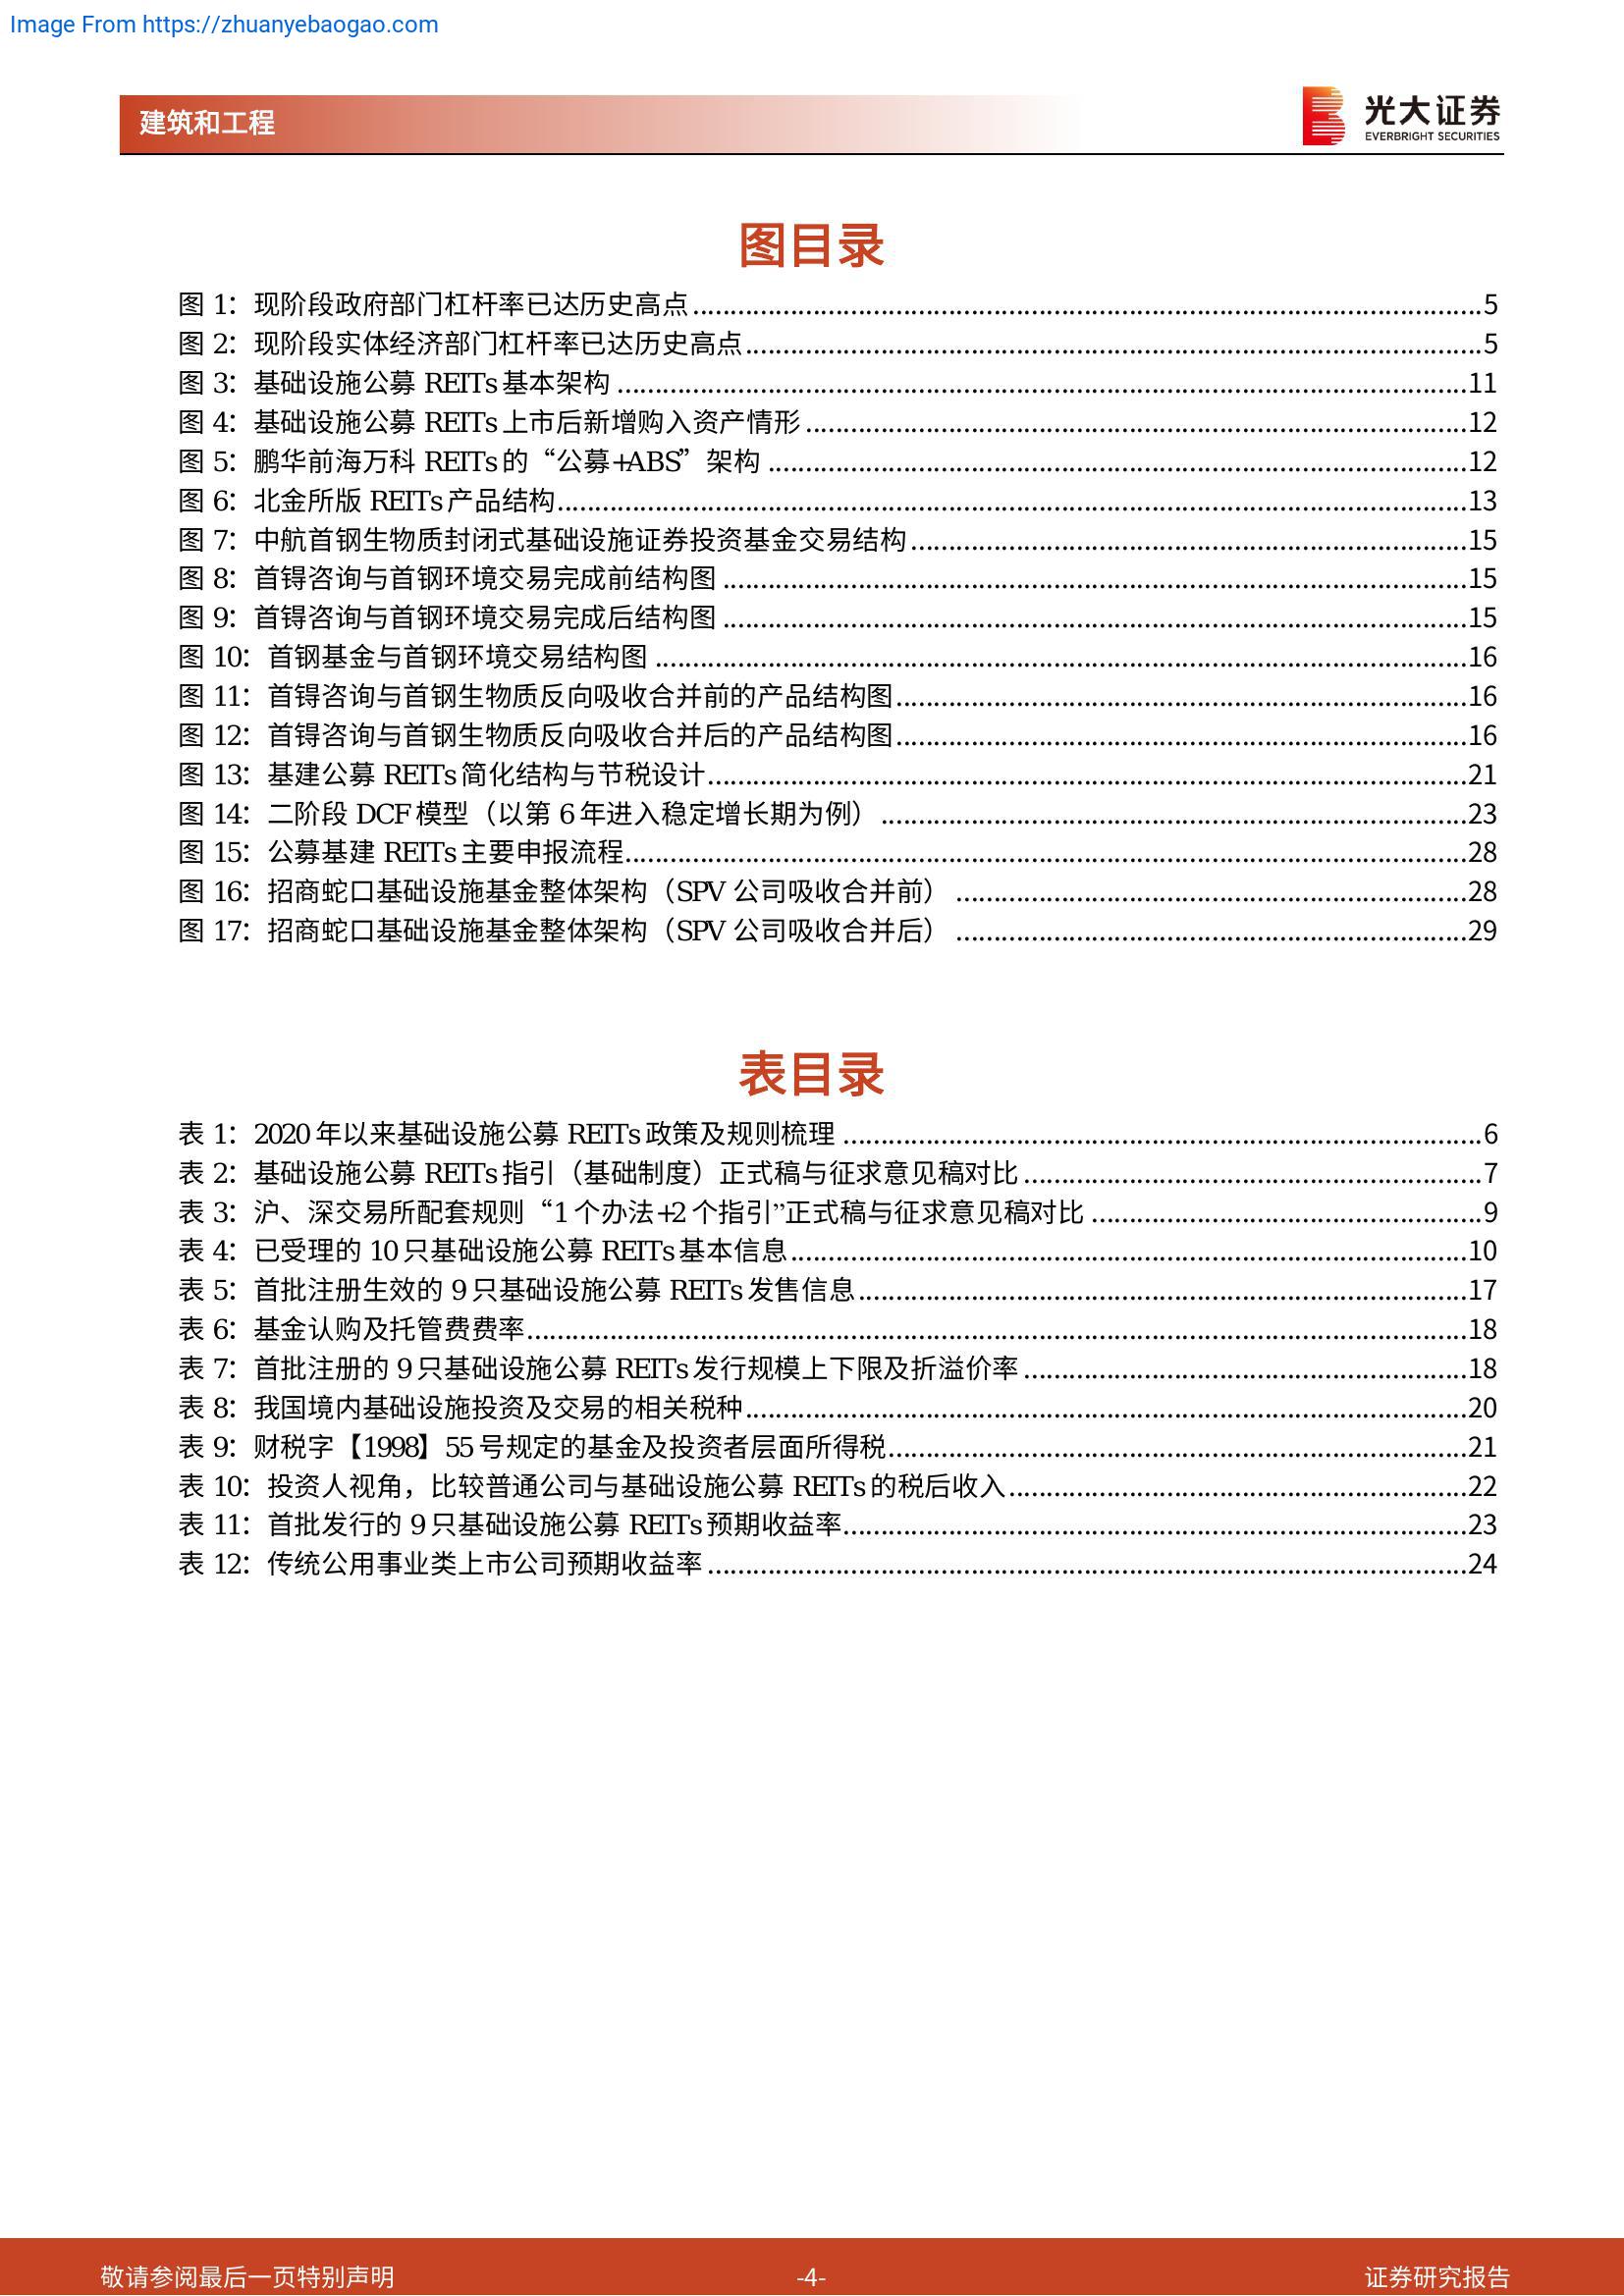 Image From https://zhuanyebaogao.com
建筑和工程
光大证券
EVERBRIGHT SECURITIES
图目录
图 1：现阶段政府部门杠杆率已达历史高点 ........ 5
图 2：现阶段实体经济部门杠杆率已达历史高点 ........ 5
图 3：基础设施公募 REITs 基本架构 ........ 11
图 4：基础设施公募 REITs 上市后新增购入资产情形 ........ 12
图 5：鹏华前海万科 REITs 的“公募+ABS”架构 ........ 12
图 6：北金所版 REITs 产品结构 ........ 13
图 7：中航首钢生物质封闭式基础设施证券投资基金交易结构 ........ 15
图 8：首锝咨询与首钢环境交易完成前结构图 ........ 15
图 9：首锝咨询与首钢环境交易完成后结构图 ........ 15
图 10：首钢基金与首钢环境交易结构图 ........ 16
图 11：首锝咨询与首钢生物质反向吸收合并前的产品结构图 ........ 16
图 12：首锝咨询与首钢生物质反向吸收合并后的产品结构图 ........ 16
图 13：基建公募 REITs 简化结构与节税设计 ........ 21
图 14：二阶段 DCF 模型（以第 6 年进入稳定增长期为例） ........ 23
图 15：公募基建 REITs 主要申报流程 ........ 28
图 16：招商蛇口基础设施基金整体架构（SPV 公司吸收合并前） ........ 28
图 17：招商蛇口基础设施基金整体架构（SPV 公司吸收合并后） ........ 29
表目录
表 1：2020 年以来基础设施公募 REITs 政策及规则梳理 ........ 6
表 2：基础设施公募 REITs 指引（基础制度）正式稿与征求意见稿对比 ........ 7
表 3：沪、深交易所配套规则“1 个办法+2 个指引”正式稿与征求意见稿对比 ........ 9
表 4：已受理的 10 只基础设施公募 REITs 基本信息 ........ 10
表 5：首批注册生效的 9 只基础设施公募 REITs 发售信息 ........ 17
表 6：基金认购及托管费费率 ........ 18
表 7：首批注册的 9 只基础设施公募 REITs 发行规模上下限及折溢价率 ........ 18
表 8：我国境内基础设施投资及交易的相关税种 ........ 20
表 9：财税字【1998】55 号规定的基金及投资者层面所得税 ........ 21
表 10：投资人视角，比较普通公司与基础设施公募 REITs 的税后收入 ........ 22
表 11：首批发行的 9 只基础设施公募 REITs 预期收益率 ........ 23
表 12：传统公用事业类上市公司预期收益率 ........ 24
敬请参阅最后一页特别声明
-4-
证券研究报告